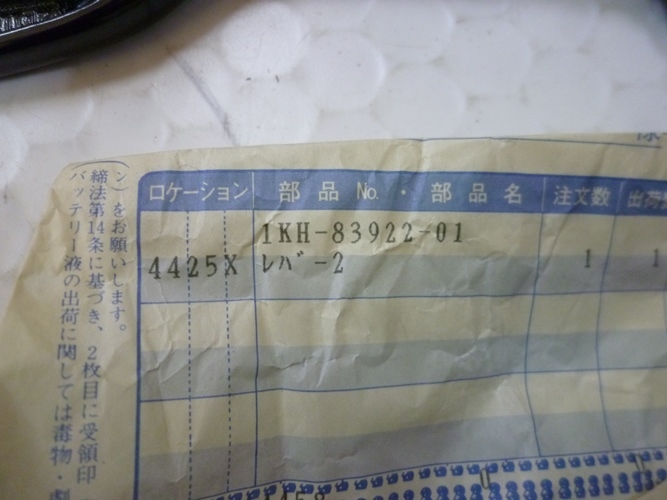 ロケーション 部品No.・部品名 注文数 出荷
1KH-83922-01
4425X レバー2 1 1
ン）をお願いします。
締法第14条に基づき、2枚目に受領印
バッテリー液の出荷に関しては毒物・劇